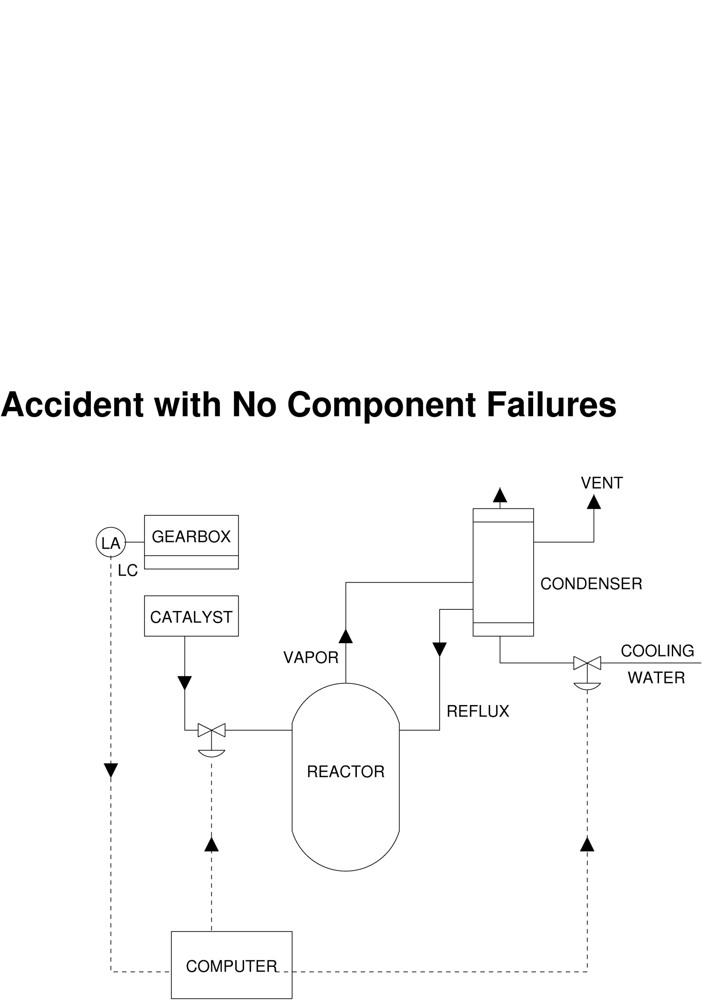 Accident with No Component Failures
VENT
GEARBOX
LA
LC
CONDENSER
CATALYST
VAPOR
COOLING
WATER
REFLUX
REACTOR
COMPUTER